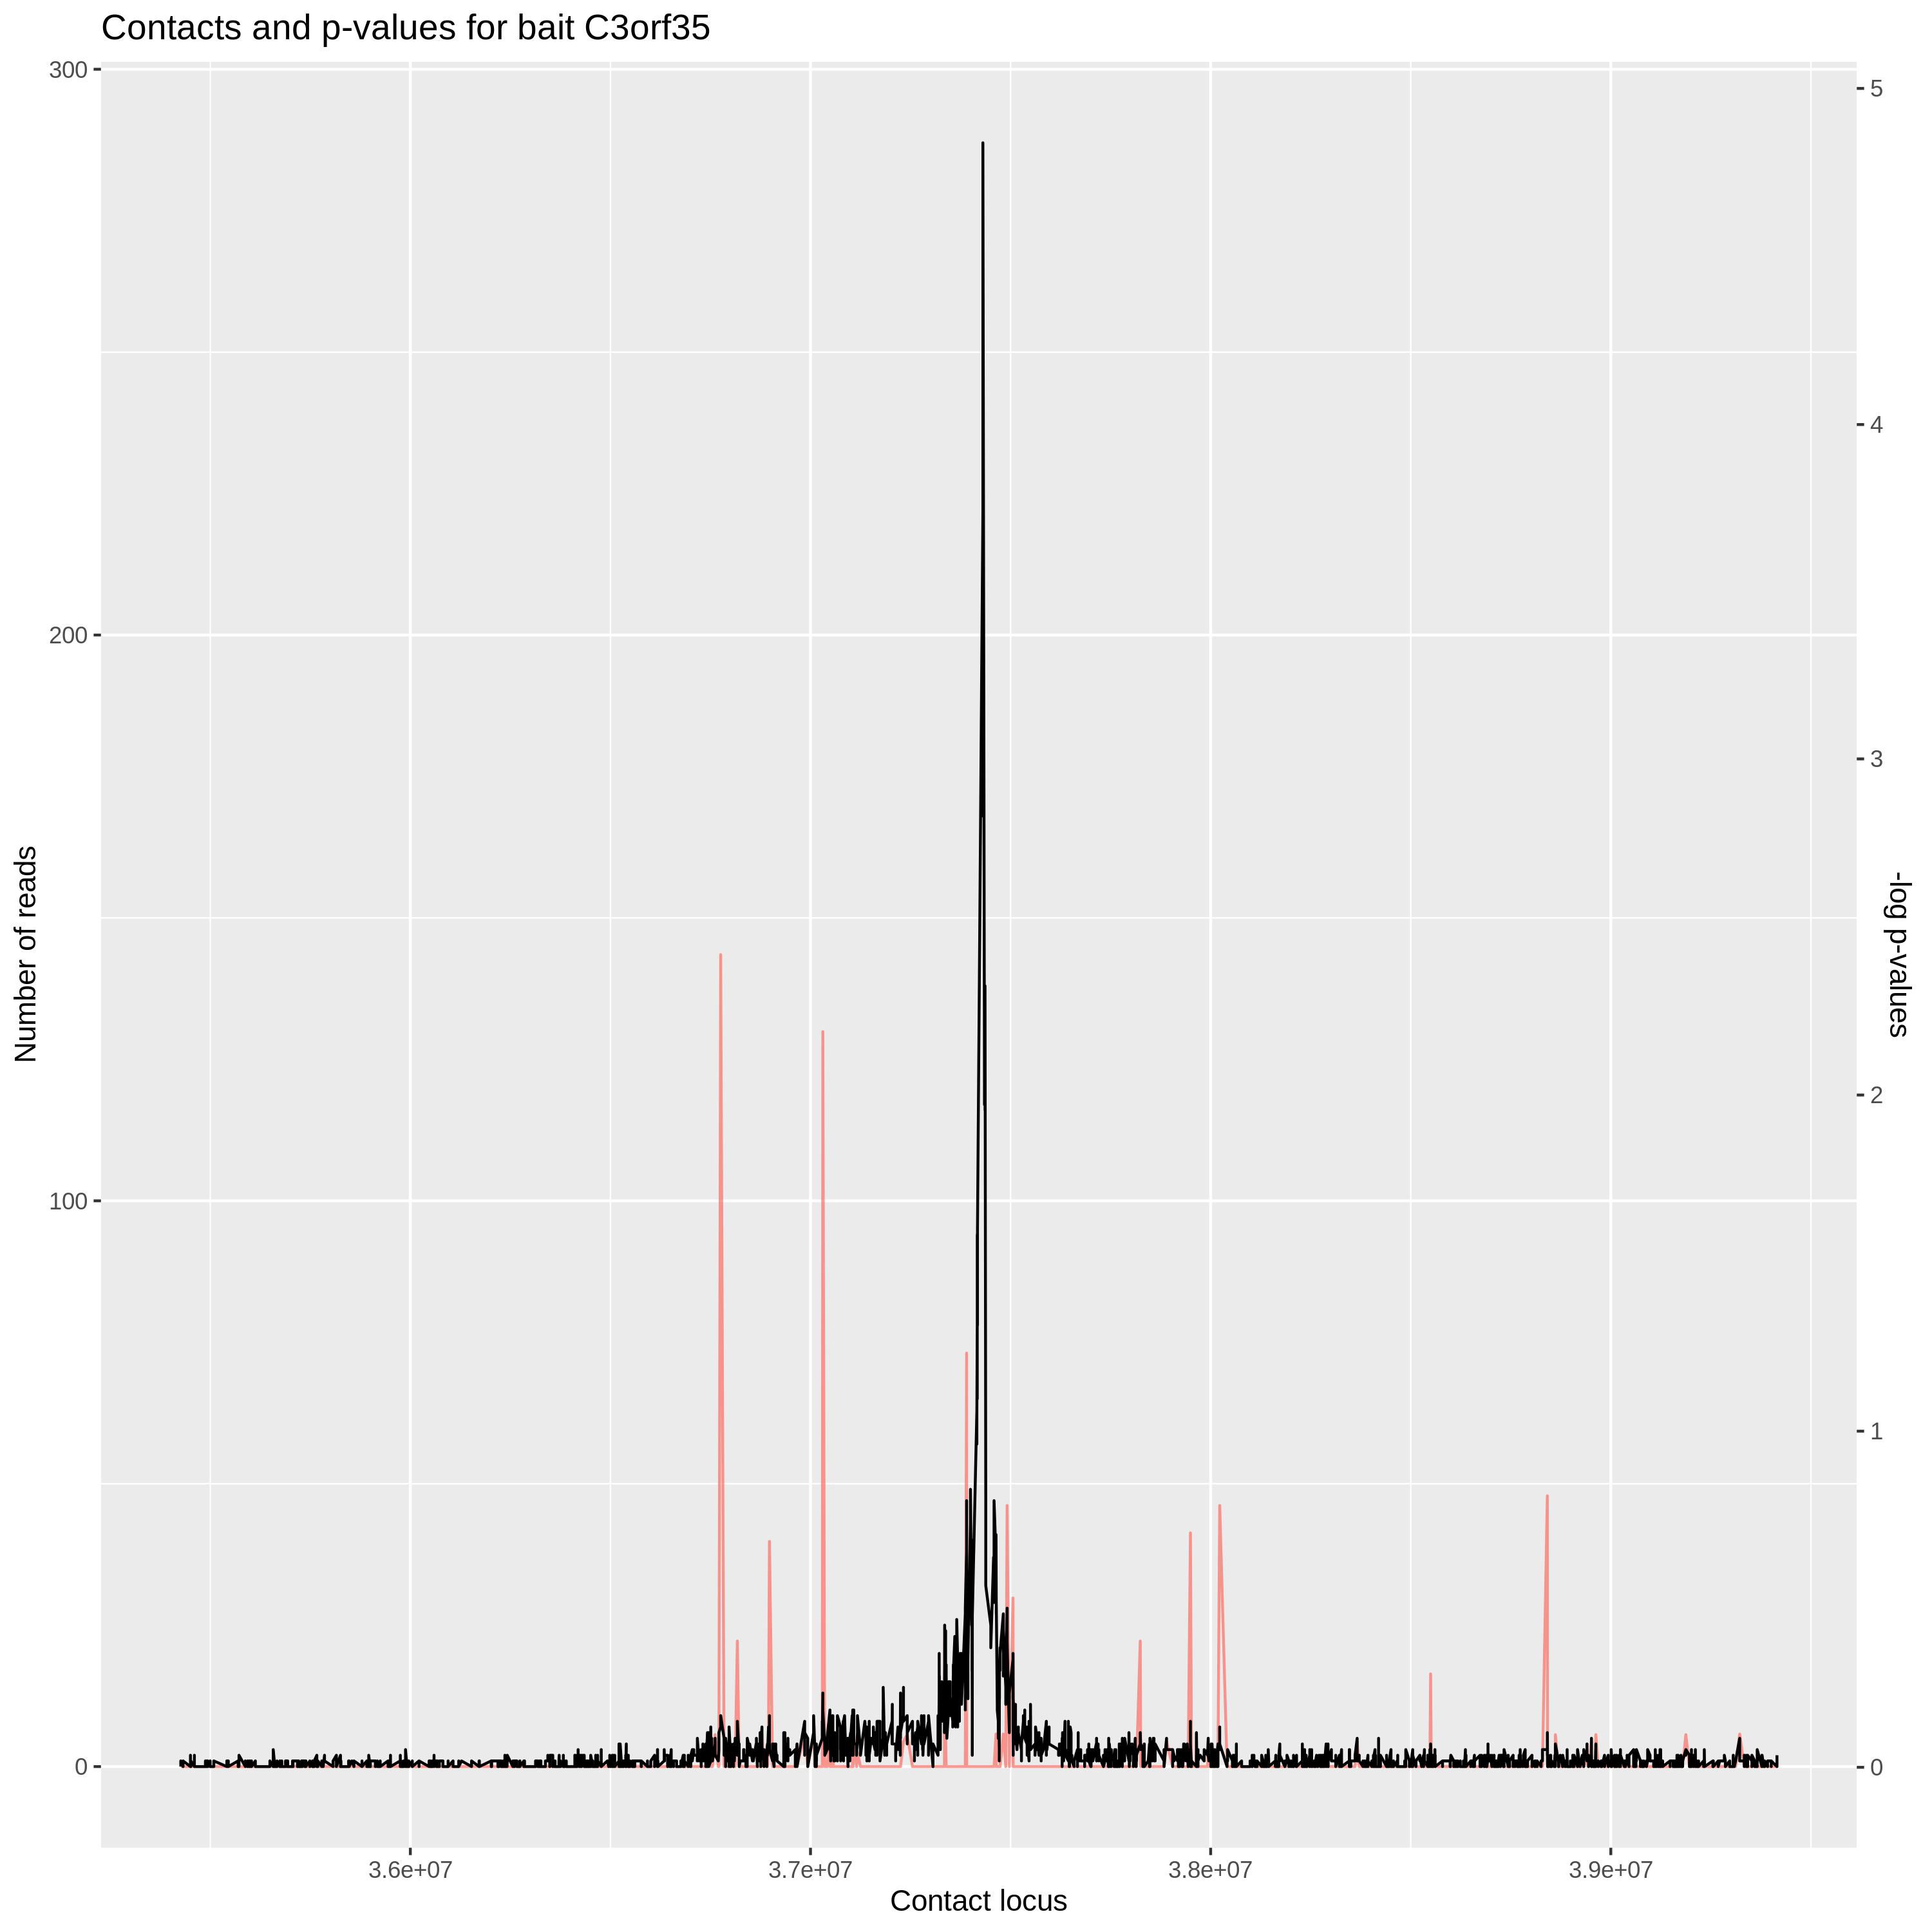 Contacts and p-values for bait C3orf35
300
200
100
0
Number of reads
5
4
3
2
1
0
-log p-values
3.6e+07
3.7e+07
3.8e+07
3.9e+07
Contact locus